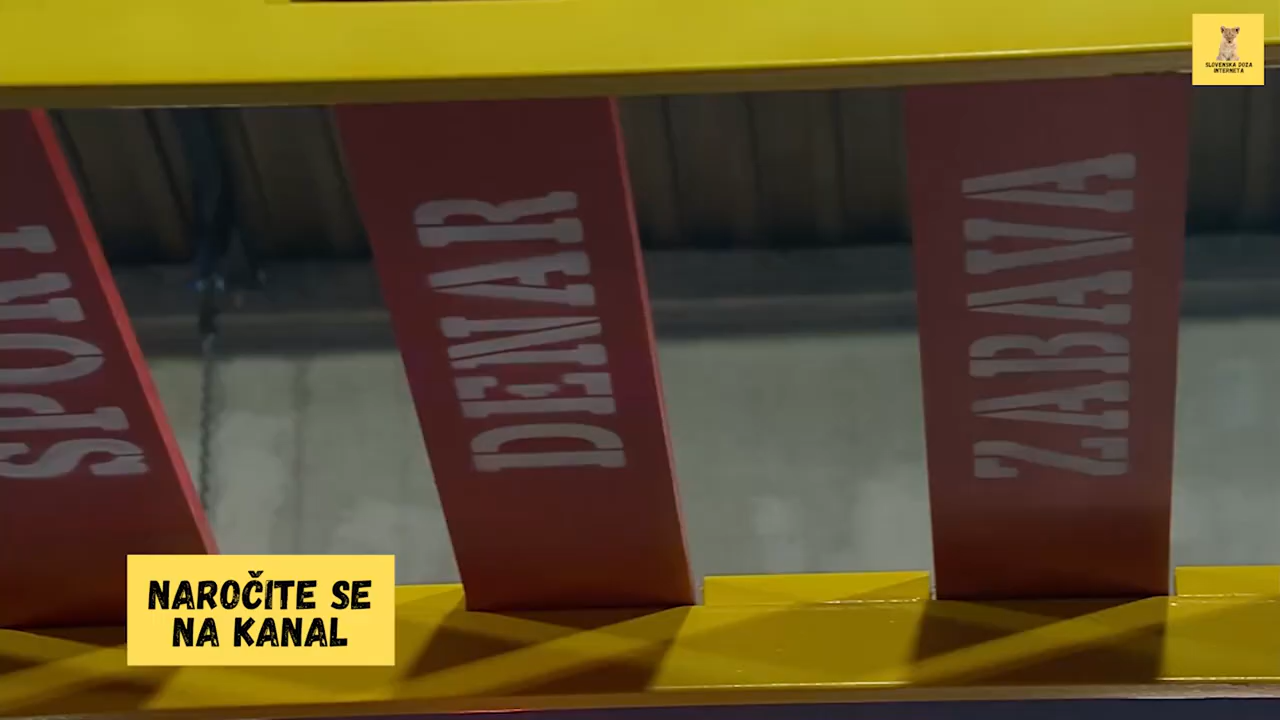 SLOVENSKA DOZA
INTERNETA
SPORT
DENAR
ZABAVA
NAROČITE SE
NA KANAL